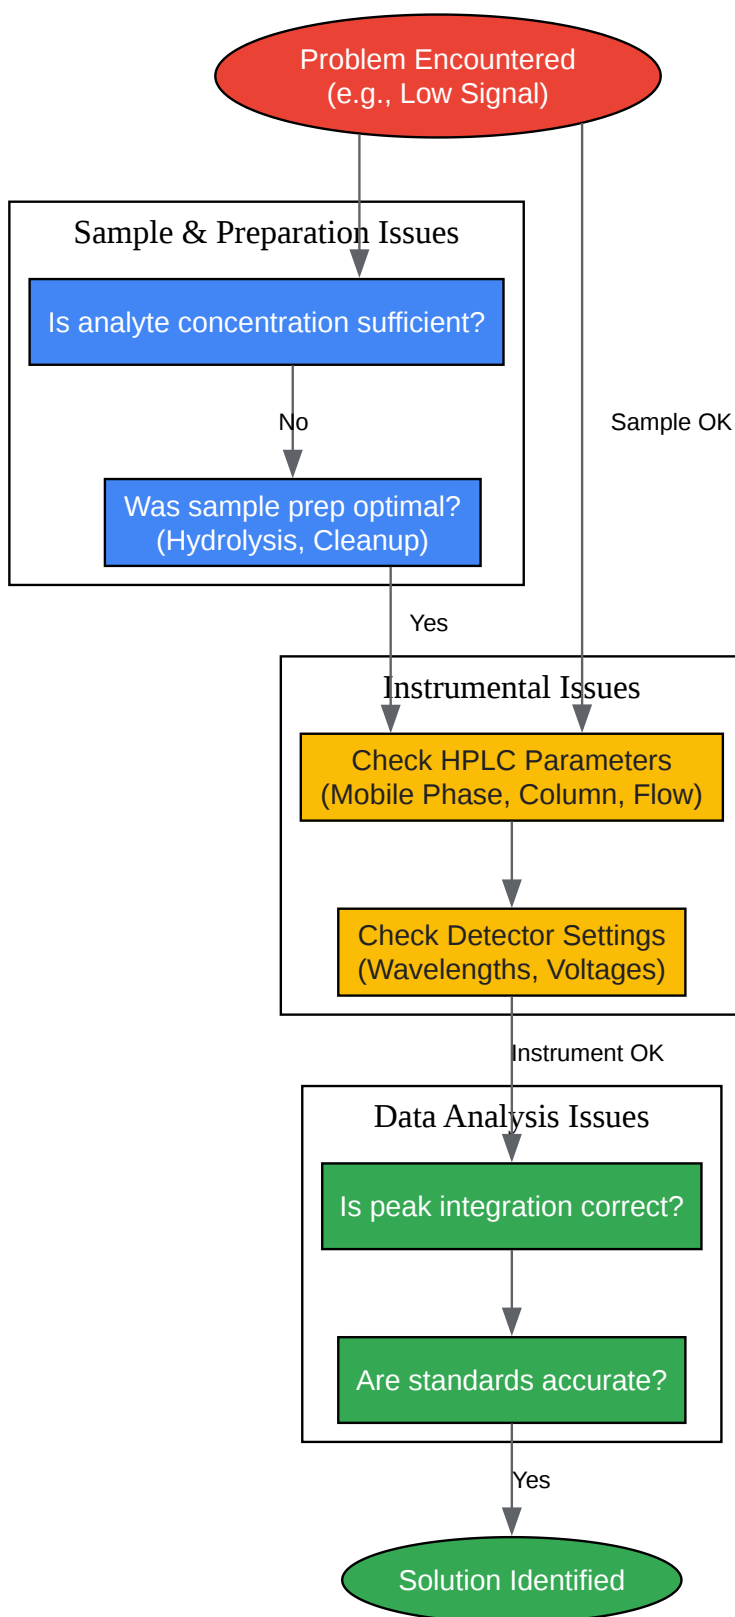 Problem Encountered
(e.g., Low Signal)
Sample & Preparation Issues
Is analyte concentration sufficient?
No
Sample OK
Was sample prep optimal?
(Hydrolysis, Cleanup)
Yes
Instrumental Issues
Check HPLC Parameters
(Mobile Phase, Column, Flow)
Check Detector Settings
(Wavelengths, Voltages)
Instrument OK
Data Analysis Issues
Is peak integration correct?
Are standards accurate?
Yes
Solution Identified